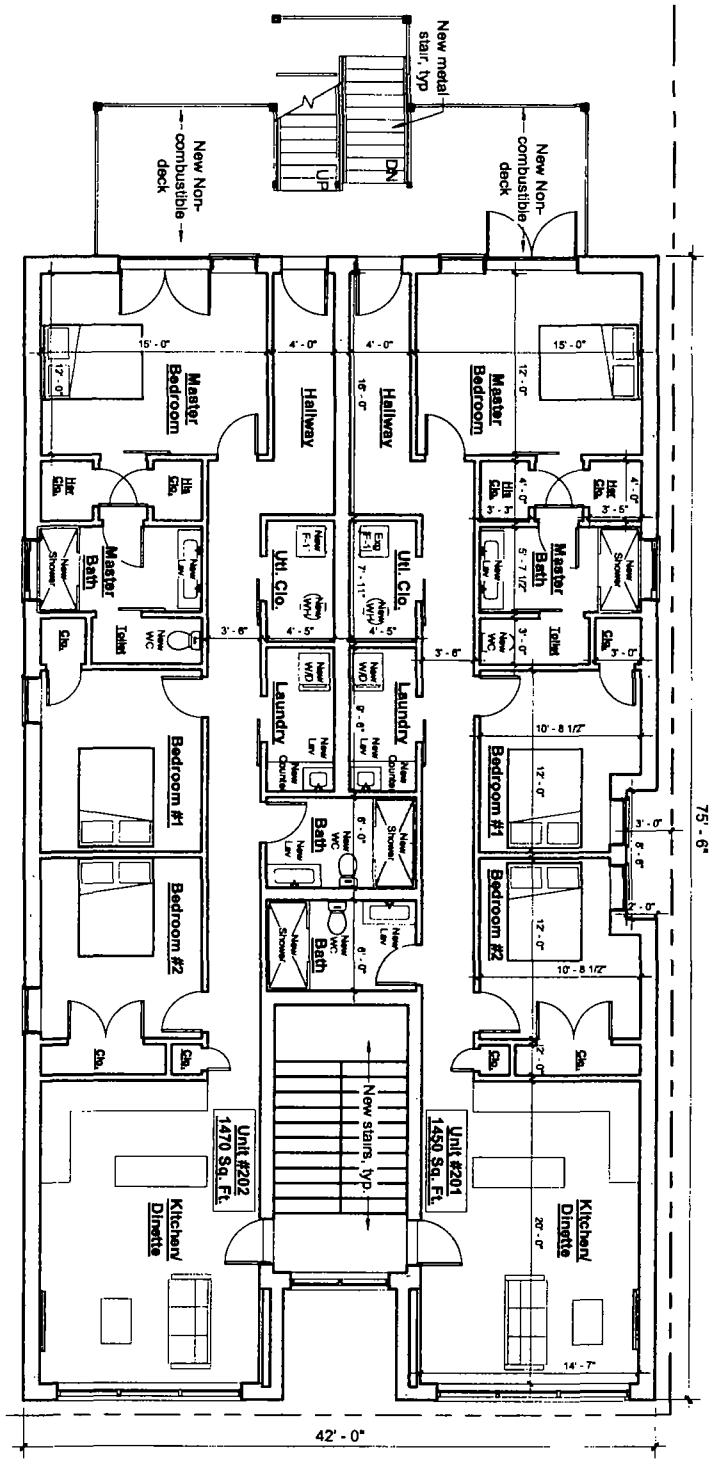 New metal
stair, typ
UP
DN
New Non-
combustible
deck
New Non-
combustible
deck
15' - 0"
4' - 0"
4' - 0"
15' - 0"
12' - 0"
Master
Bedroom
Hallway
16' - 0"
Hallway
12' - 0"
Master
Bedroom
Her
Clo.
His
Clo.
His
Clo.
4' - 0"
3' - 3"
Her
Clo.
4' - 0"
3' - 5"
New
Shower
Master
Bath
New
Lav
New
F-1'
Utl. Clo.
New
WH
Utl. Clo.
7' - 11"
New
WH
New
Lav
Master
Bath
5' - 7 1/2"
New
Shower
Clo.
Toilet
New
WC
3' - 6"
4' - 5"
4' - 5"
3' - 6"
New
WC
Toilet
3' - 0"
Clo.
3' - 0"
New
W/D
Laundry
New
Lav
New
Counter
New
W/D
Laundry
9' - 6"
New
Lav
New
Counter
Bedroom #1
Bedroom #1
10' - 8 1/2"
12' - 0"
3' - 0"
8' - 6"
2' - 0"
75' - 6"
Bath
New
WC
New
Lav
6' - 0"
New
Shower
Bedroom #2
New
Shower
New
WC
Bath
6' - 0"
New
Lav
Bedroom #2
12' - 0"
10' - 8 1/2"
Clo.
Clo.
Clo.
2' - 0"
Clo.
New stairs, typ.
Unit #202
1470 Sq. Ft.
Unit #201
1450 Sq. Ft.
Kitchen/
Dinette
Kitchen/
Dinette
20' - 0"
14' - 7"
42' - 0"